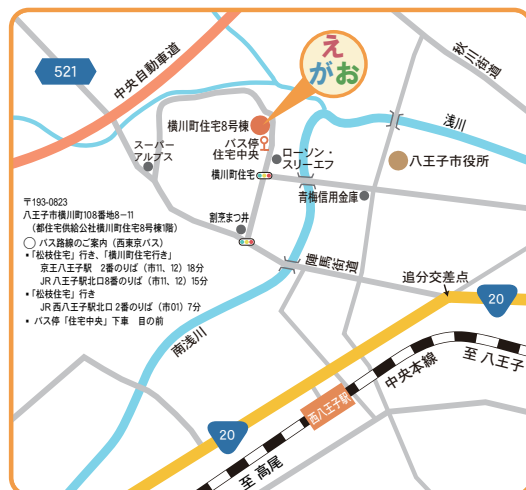 え
がお
521
中央自動車道
秋川街道
浅川
横川町住宅8号棟
バス停
住宅中央
ローソン・
スリーエフ
スーパー
アルプス
八王子市役所
横川町住宅
青梅信用金庫
割烹まつ井
陣馬街道
追分交差点
20
南浅川
中央本線
至 八王子
西八王子駅
20
至 高尾
〒193-0823
八王子市横川町108番地8-11
（都住宅供給公社横川町住宅8号棟1階）
○ バス路線のご案内（西東京バス）
・「松枝住宅」行き、「横川町住宅行き」
京王八王子駅 2番のりば（市11、12）18分
JR 八王子駅北口8番のりば（市11、12）15分
・「松枝住宅」行き
JR 西八王子駅北口 2番のりば（市01）7分
・ バス停「住宅中央」下車 目の前